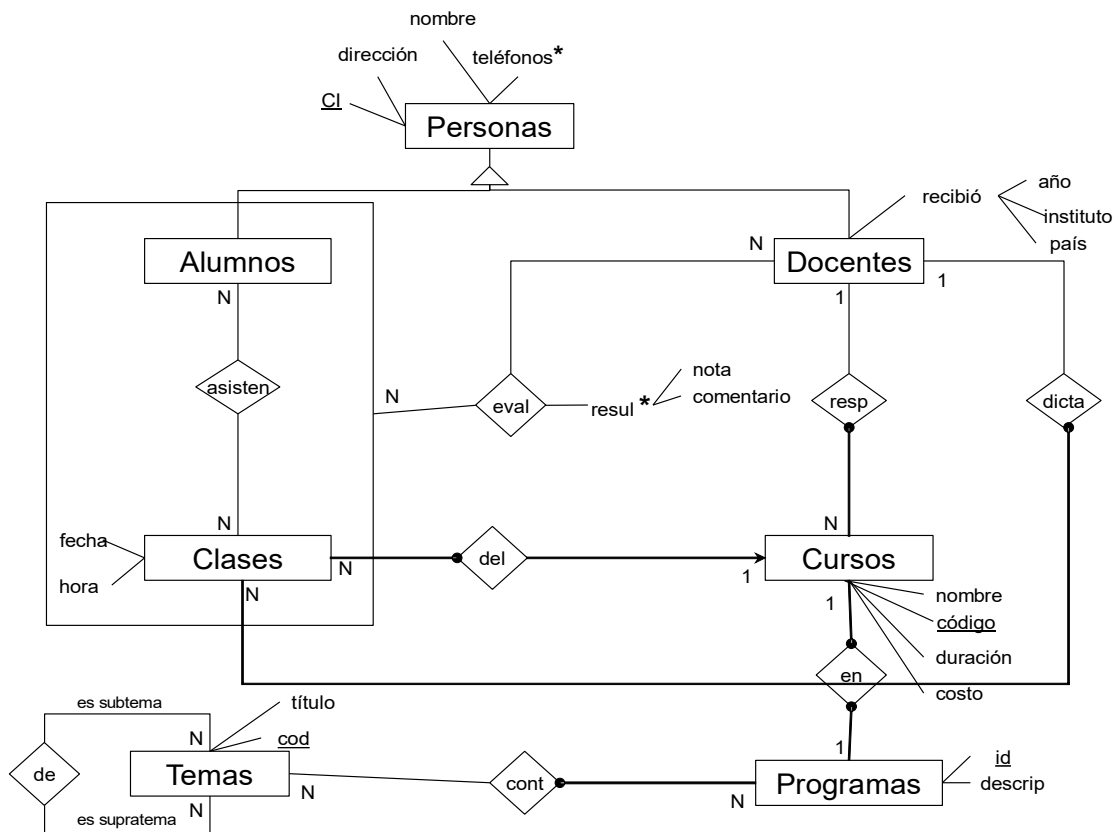 nombre
dirección
teléfonos*
CI
Personas
recibió
año
instituto
país
Alumnos
N
Docentes
N
1
1
asisten
N
eval
resul *
nota
comentario
resp
dicta
fecha
hora
N
Clases
N
N
del
1
N
Cursos
1
nombre
código
duración
costo
en
es subtema
título
cod
N
de
Temas
N
N
es supratema
cont
1
N
Programas
id
descrip